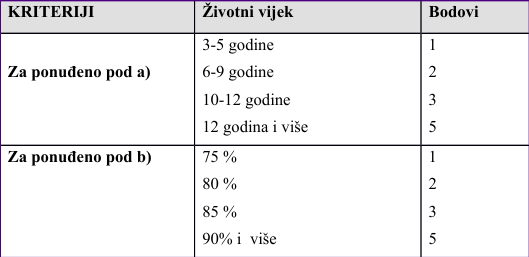 KRITERIJI Životni vijek Bodovi
3-5 godine 1
Za ponuđeno pod a) 6-9 godine 2
10-12 godine 3
12 godina i više 5
Za ponuđeno pod b) 75 % 1
80 % 2
85 % 3
90% i više 5